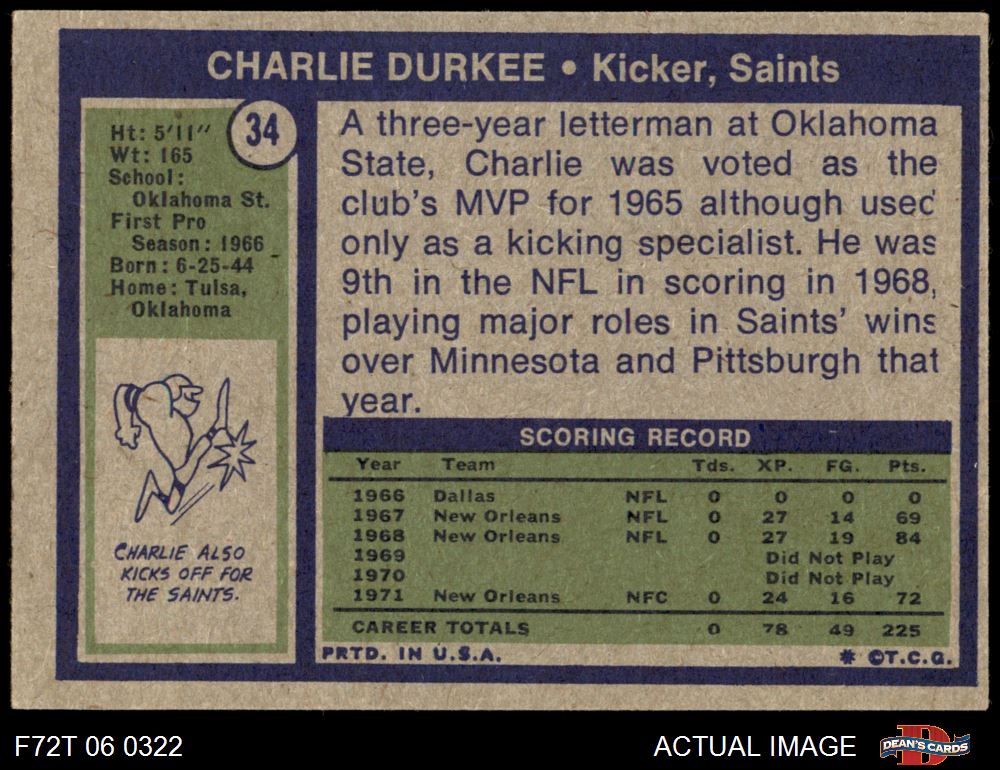 CHARLIE DURKEE • Kicker, Saints
34
Ht: 5'11"
Wt: 165
School:
Oklahoma St.
First Pro
Season: 1966
Born: 6-25-44
Home: Tulsa,
Oklahoma
CHARLIE ALSO
KICKS OFF FOR
THE SAINTS.
A three-year letterman at Oklahoma
State, Charlie was voted as the
club's MVP for 1965 although used
only as a kicking specialist. He was
9th in the NFL in scoring in 1968,
playing major roles in Saints' wins
over Minnesota and Pittsburgh that
year.
SCORING RECORD
Year Team Tds. XP. FG. Pts.
1966 Dallas NFL 0 0 0 0
1967 New Orleans NFL 0 27 14 69
1968 New Orleans NFL 0 27 19 84
1969 Did Not Play
1970 Did Not Play
1971 New Orleans NFC 0 24 16 72
CAREER TOTALS 0 78 49 225
PRTD. IN U.S.A. * ©T.C.G.
F72T 06 0322 ACTUAL IMAGE DEAN'S CARDS